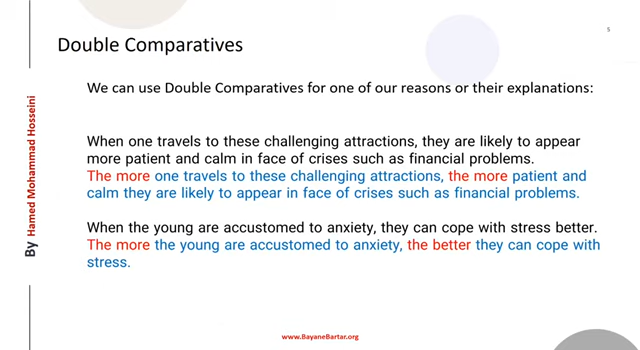 5
Double Comparatives
We can use Double Comparatives for one of our reasons or their explanations:
When one travels to these challenging attractions, they are likely to appear
more patient and calm in face of crises such as financial problems.
The more one travels to these challenging attractions, the more patient and
calm they are likely to appear in face of crises such as financial problems.
When the young are accustomed to anxiety, they can cope with stress better.
The more the young are accustomed to anxiety, the better they can cope with
stress.
By Hamed Mohammad Hosseini
www.BayaneBartar.org